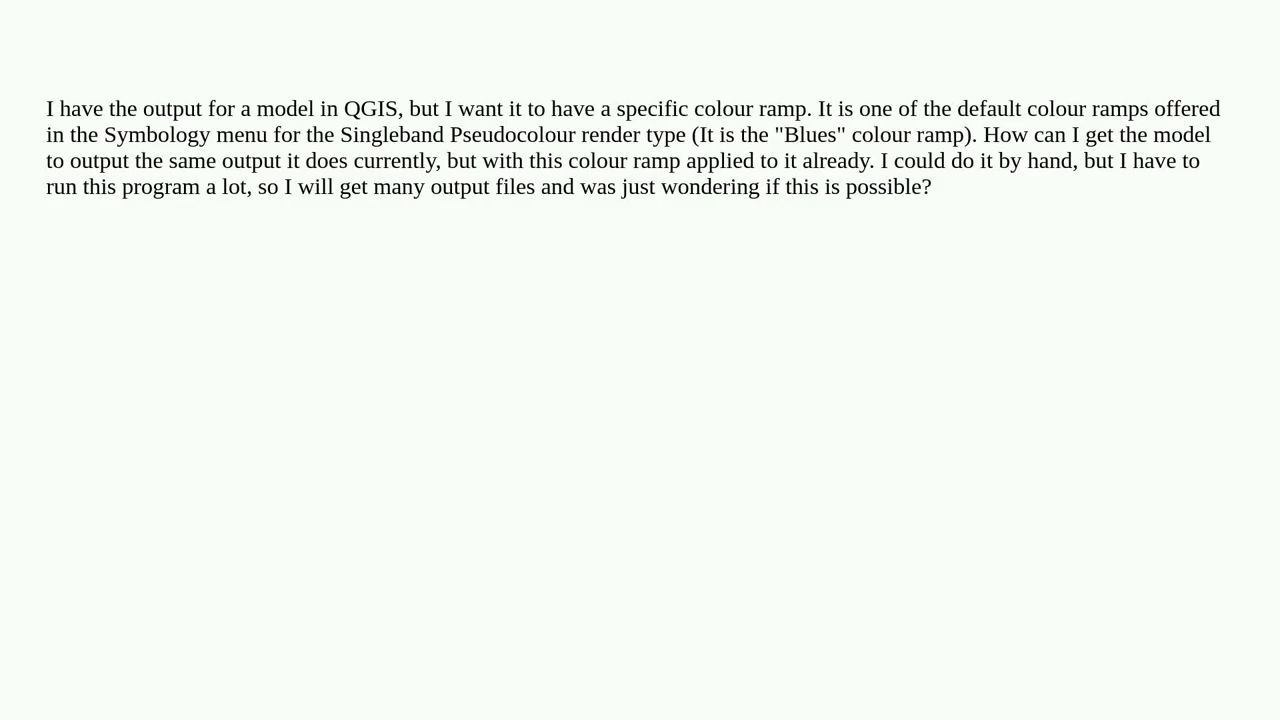 I have the output for a model in QGIS, but I want it to have a specific colour ramp. It is one of the default colour ramps offered
in the Symbology menu for the Singleband Pseudocolour render type (It is the "Blues" colour ramp). How can I get the model
to output the same output it does currently, but with this colour ramp applied to it already. I could do it by hand, but I have to
run this program a lot, so I will get many output files and was just wondering if this is possible?